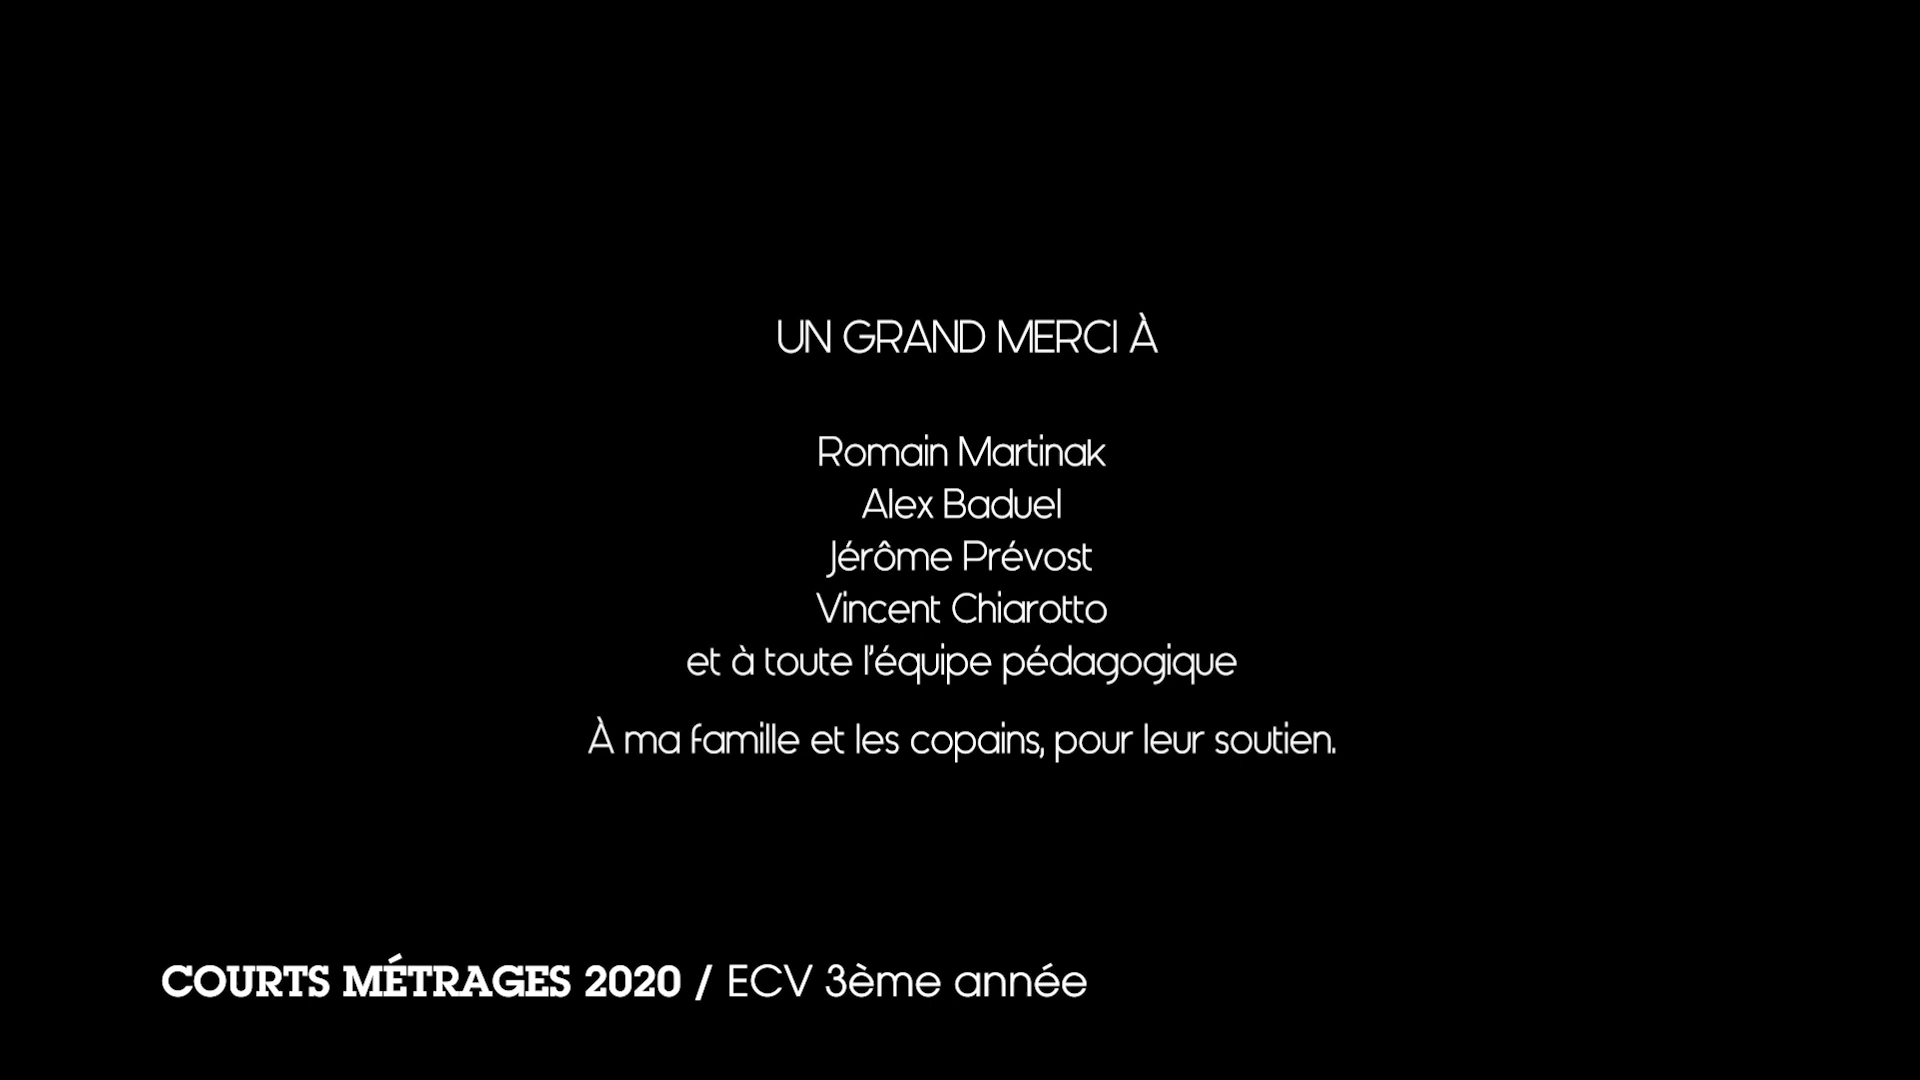 UN GRAND MERCI À
Romain Martinak
Alex Baduel
Jérôme Prévost
Vincent Chiarotto
et à toute l'équipe pédagogique
À ma famille et les copains, pour leur soutien.
COURTS MÉTRAGES 2020 / ECV 3ème année